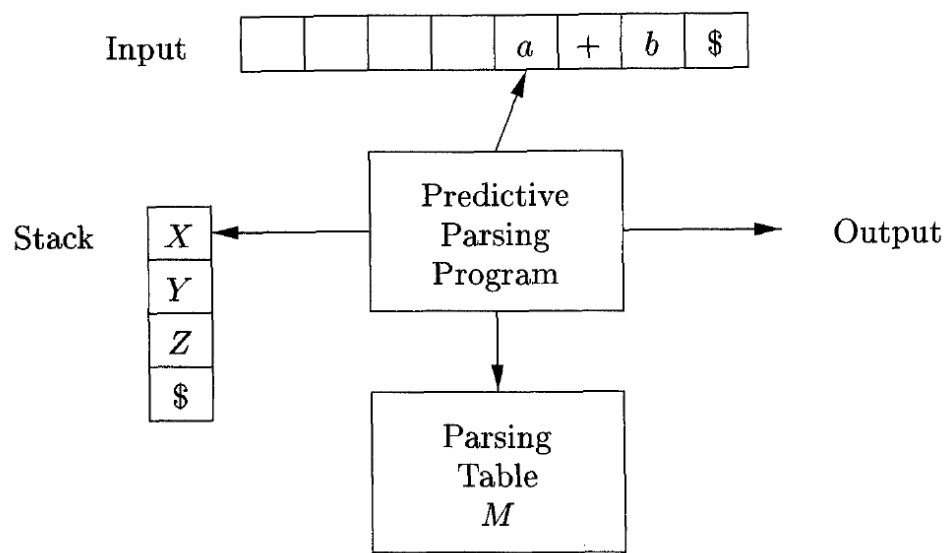 Input a + b $
Predictive
Parsing
Program
Stack X
Y
Z
$
Output
Parsing
Table
M